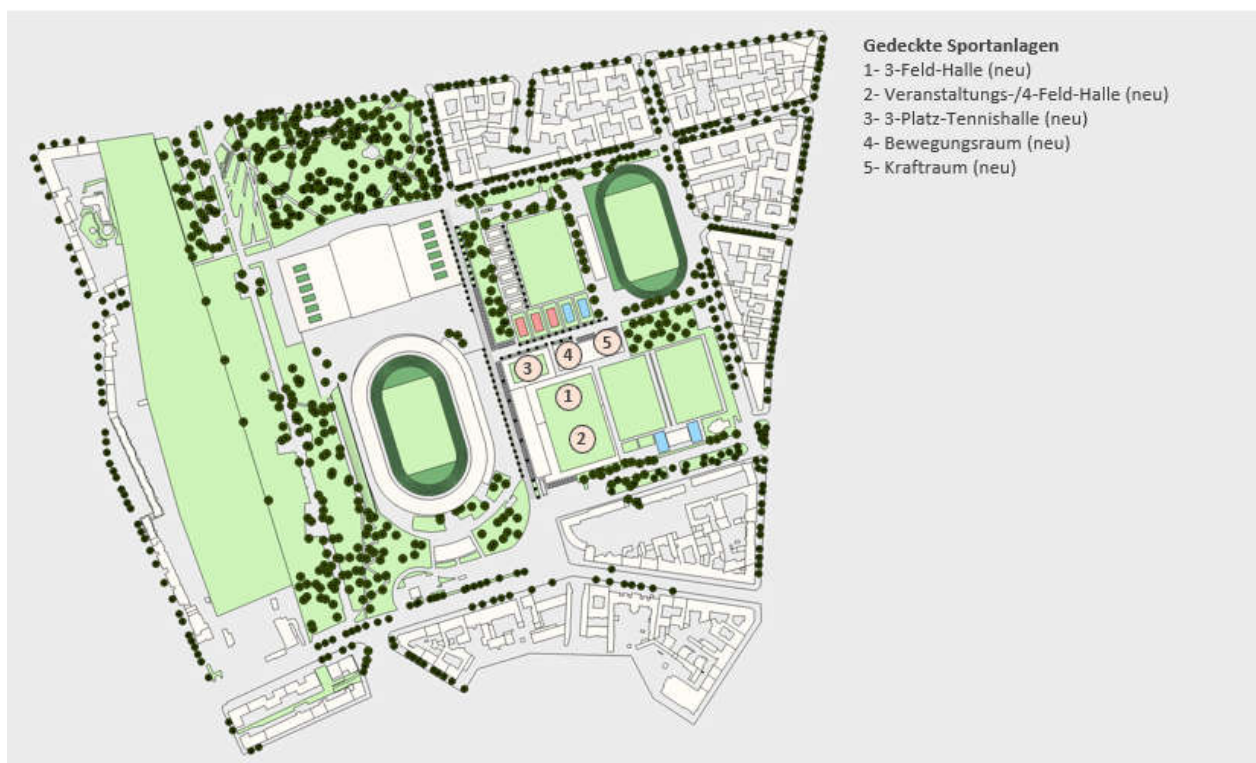 Gedeckte Sportanlagen
1- 3-Feld-Halle (neu)
2- Veranstaltungs-/4-Feld-Halle (neu)
3- 3-Platz-Tennishalle (neu)
4- Bewegungsraum (neu)
5- Kraftraum (neu)
5
4
3
1
2